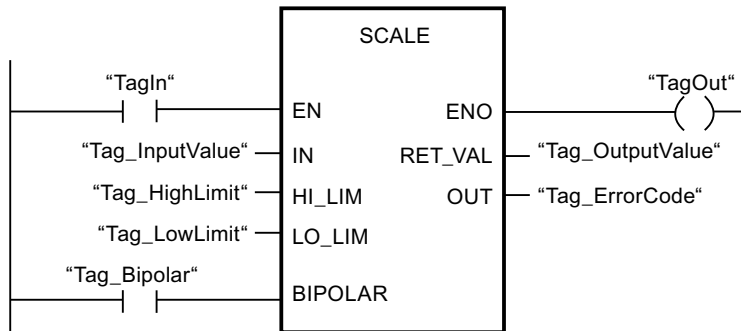 SCALE
“TagIn“ “TagOut“
EN ENO
“Tag_InputValue“ IN RET_VAL “Tag_OutputValue“
“Tag_HighLimit“ HI_LIM OUT “Tag_ErrorCode“
“Tag_LowLimit“ LO_LIM
“Tag_Bipolar“
BIPOLAR